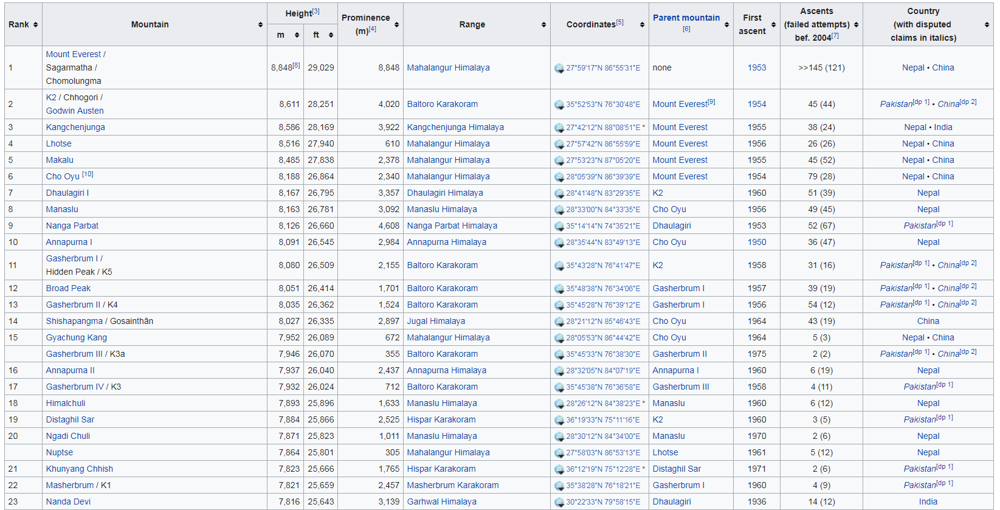 Rank Mountain Height[3] Prominence (m)[4] Range Coordinates[5] Parent mountain [6] First ascent Ascents (failed attempts) bef. 2004[7] Country (with disputed claims in italics)
m ft
1 Mount Everest / Sagarmatha / Chomolungma 8,848[8] 29,029 8,848 Mahalangur Himalaya 27°59′17″N 86°55′31″E none 1953 >>145 (121) Nepal • China
2 K2 / Chhogori / Godwin Austen 8,611 28,251 4,020 Baltoro Karakoram 35°52′53″N 76°30′48″E Mount Everest[9] 1954 45 (44) Pakistan[dp 1] • China[dp 2]
3 Kangchenjunga 8,586 28,169 3,922 Kangchenjunga Himalaya 27°42′12″N 88°08′51″E * Mount Everest 1955 38 (24) Nepal • India
4 Lhotse 8,516 27,940 610 Mahalangur Himalaya 27°57′42″N 86°55′59″E Mount Everest 1956 26 (26) Nepal • China
5 Makalu 8,485 27,838 2,378 Mahalangur Himalaya 27°53′23″N 87°05′20″E Mount Everest 1955 45 (52) Nepal • China
6 Cho Oyu [10] 8,188 26,864 2,340 Mahalangur Himalaya 28°05′39″N 86°39′39″E Mount Everest 1954 79 (28) Nepal • China
7 Dhaulagiri I 8,167 26,795 3,357 Dhaulagiri Himalaya 28°41′48″N 83°29′35″E K2 1960 51 (39) Nepal
8 Manaslu 8,163 26,781 3,092 Manaslu Himalaya 28°33′00″N 84°33′35″E Cho Oyu 1956 49 (45) Nepal
9 Nanga Parbat 8,126 26,660 4,608 Nanga Parbat Himalaya 35°14′14″N 74°35′21″E Dhaulagiri 1953 52 (67) Pakistan[dp 1]
10 Annapurna I 8,091 26,545 2,984 Annapurna Himalaya 28°35′44″N 83°49′13″E Cho Oyu 1950 36 (47) Nepal
11 Gasherbrum I / Hidden Peak / K5 8,080 26,509 2,155 Baltoro Karakoram 35°43′28″N 76°41′47″E K2 1958 31 (16) Pakistan[dp 1] • China[dp 2]
12 Broad Peak 8,051 26,414 1,701 Baltoro Karakoram 35°48′38″N 76°34′06″E Gasherbrum I 1957 39 (19) Pakistan[dp 1] • China[dp 2]
13 Gasherbrum II / K4 8,035 26,362 1,524 Baltoro Karakoram 35°45′28″N 76°39′12″E Gasherbrum I 1956 54 (12) Pakistan[dp 1] • China[dp 2]
14 Shishapangma / Gosainthān 8,027 26,335 2,897 Jugal Himalaya 28°21′12″N 85°46′43″E Cho Oyu 1964 43 (19) China
15 Gyachung Kang 7,952 26,089 672 Mahalangur Himalaya 28°05′53″N 86°44′42″E Cho Oyu 1964 5 (3) Nepal • China
Gasherbrum III / K3a 7,946 26,070 355 Baltoro Karakoram 35°45′33″N 76°38′30″E Gasherbrum II 1975 2 (2) Pakistan[dp 1] • China[dp 2]
16 Annapurna II 7,937 26,040 2,437 Annapurna Himalaya 28°32′05″N 84°07′19″E Annapurna I 1960 6 (19) Nepal
17 Gasherbrum IV / K3 7,932 26,024 712 Baltoro Karakoram 35°45′38″N 76°36′58″E Gasherbrum III 1958 4 (11) Pakistan[dp 1]
18 Himalchuli 7,893 25,896 1,633 Manaslu Himalaya 28°26′12″N 84°38′23″E * Manaslu 1960 6 (12) Nepal
19 Distaghil Sar 7,884 25,866 2,525 Hispar Karakoram 36°19′33″N 75°11′16″E K2 1960 3 (5) Pakistan[dp 1]
20 Ngadi Chuli 7,871 25,823 1,011 Manaslu Himalaya 28°30′12″N 84°34′00″E Manaslu 1970 2 (6) Nepal
Nuptse 7,864 25,801 305 Mahalangur Himalaya 27°58′03″N 86°53′13″E Lhotse 1961 5 (12) Nepal
21 Khunyang Chhish 7,823 25,666 1,765 Hispar Karakoram 36°12′19″N 75°12′28″E * Distaghil Sar 1971 2 (6) Pakistan[dp 1]
22 Masherbrum / K1 7,821 25,659 2,457 Masherbrum Karakoram 35°38′28″N 76°18′21″E Gasherbrum I 1960 4 (9) Pakistan[dp 1]
23 Nanda Devi 7,816 25,643 3,139 Garhwal Himalaya 30°22′33″N 79°58′15″E Dhaulagiri 1936 14 (12) India